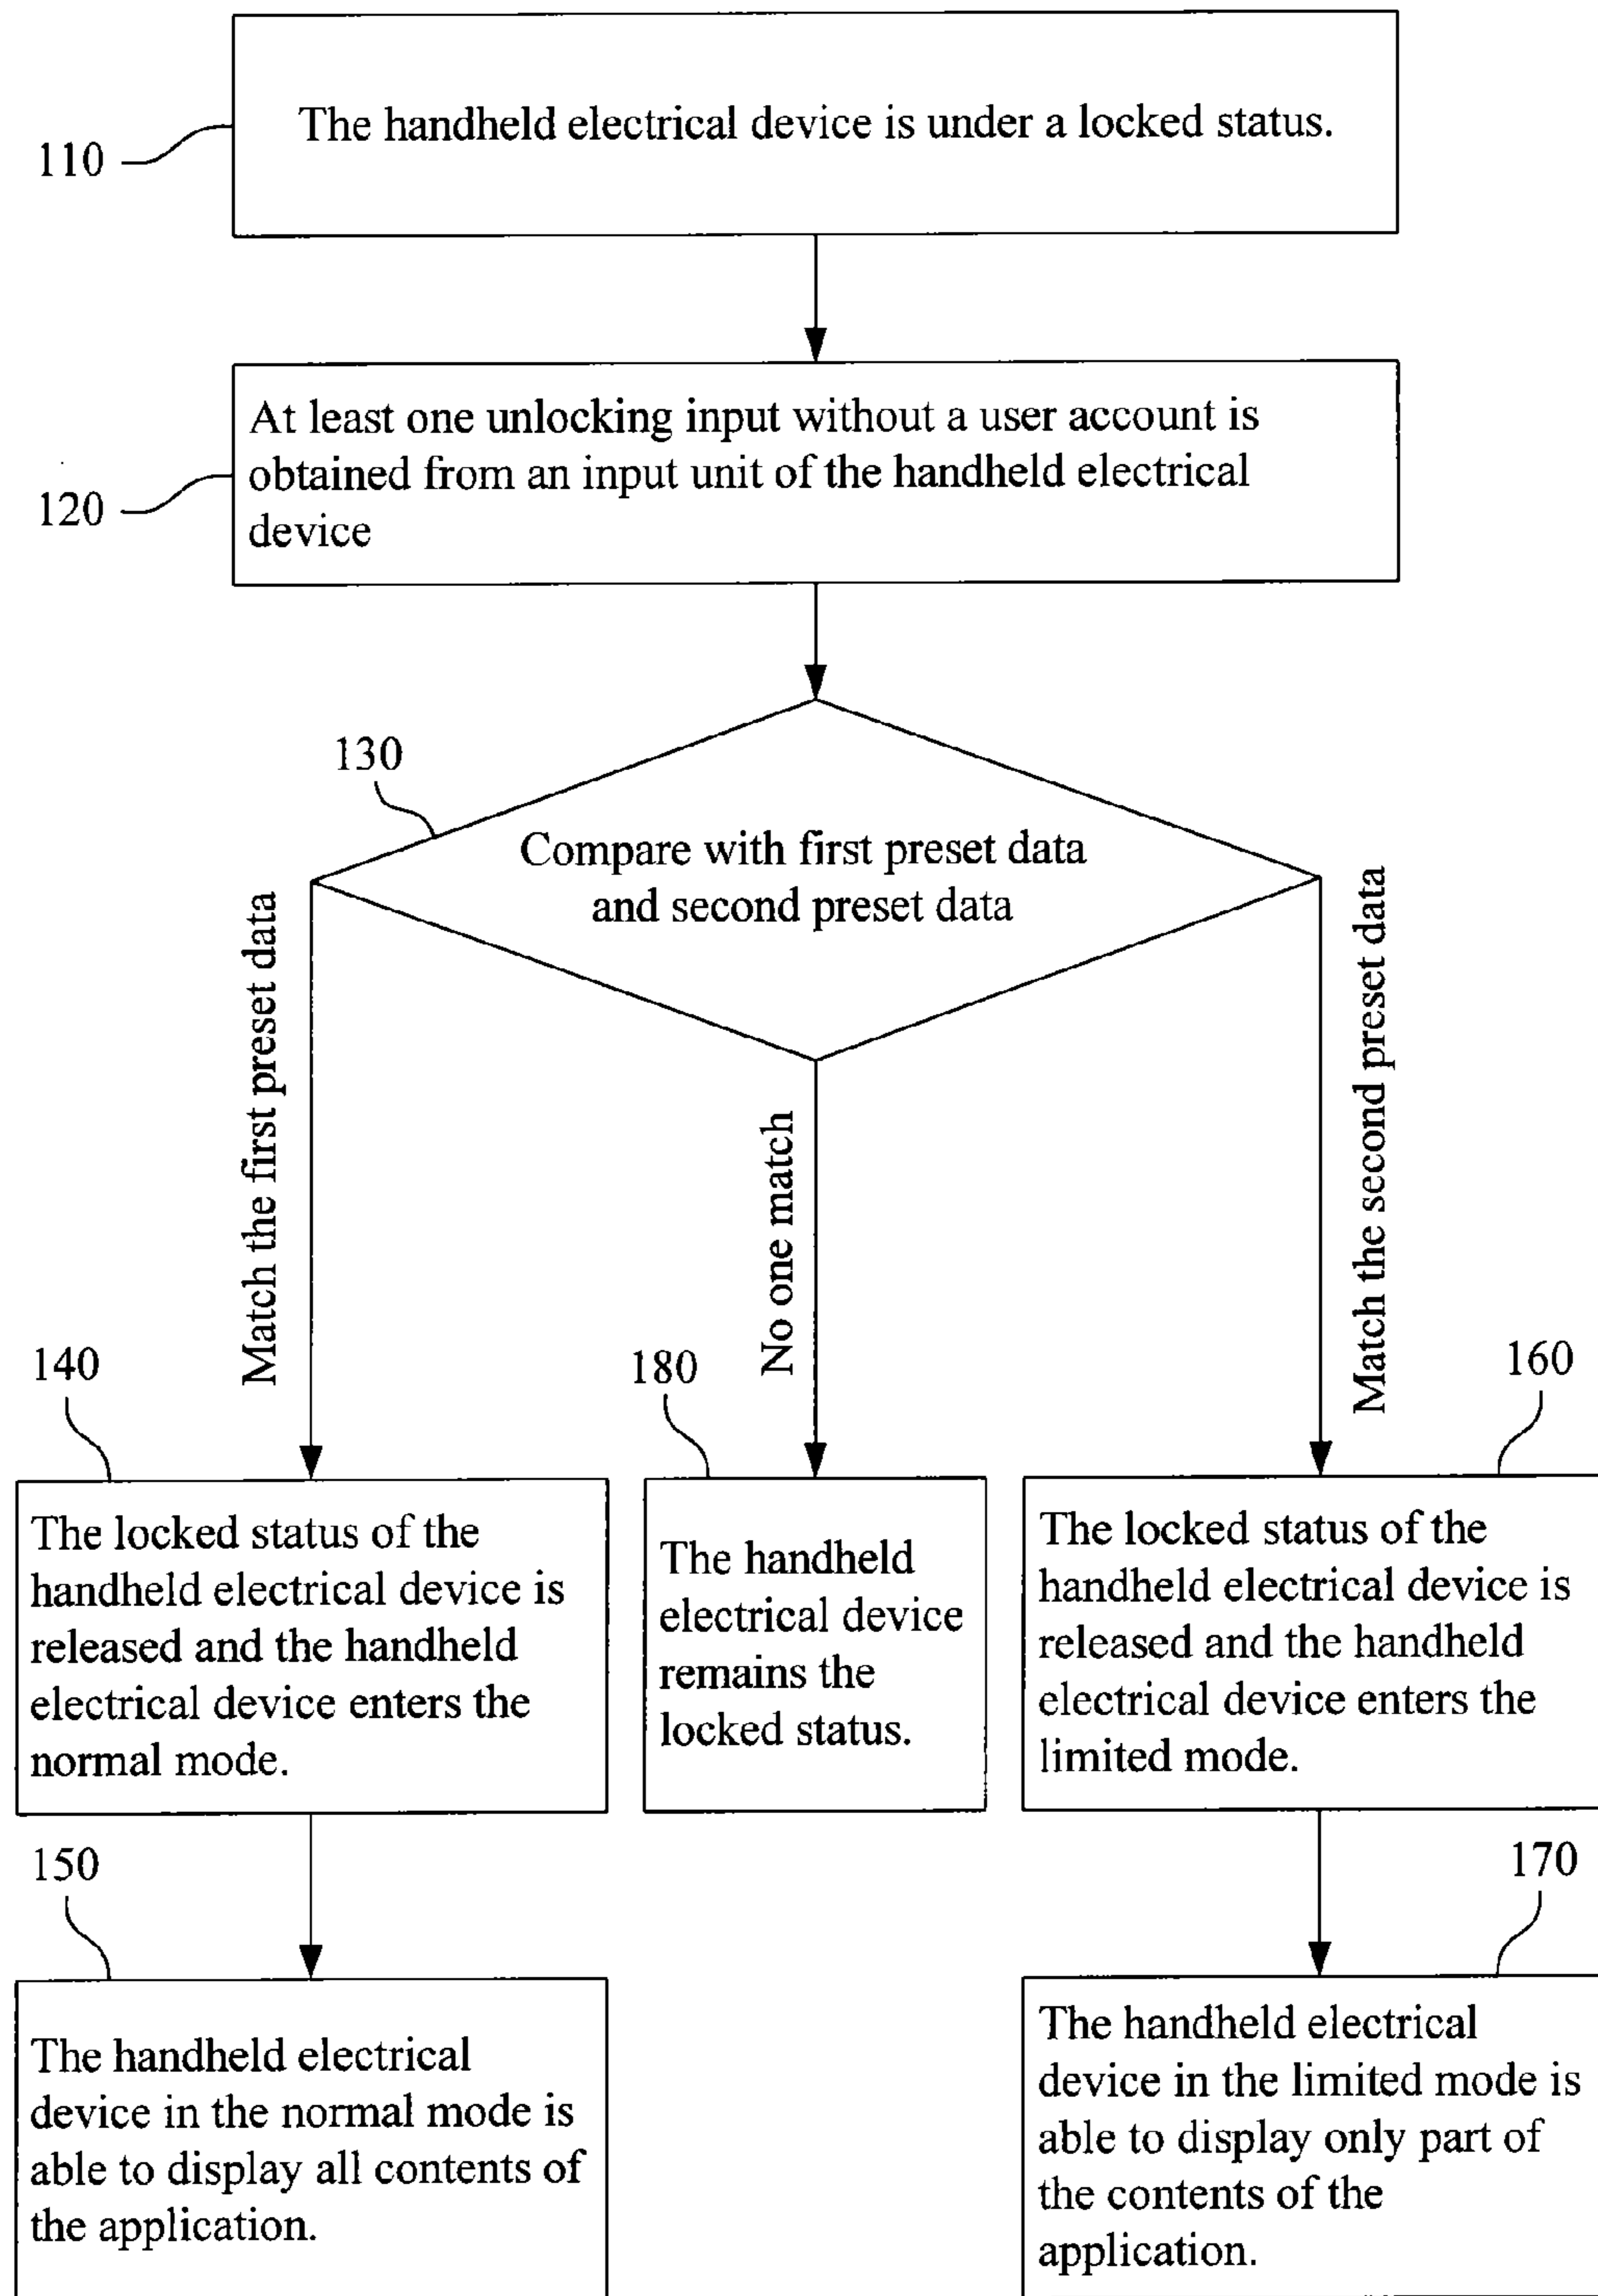 The handheld electrical device is under a locked status.
110
At least one unlocking input without a user account is
obtained from an input unit of the handheld electrical
device
120
130
Compare with first preset data
and second preset data
Match the first preset data
No one match
Match the second preset data
140
180
160
The locked status of the
handheld electrical device is
released and the handheld
electrical device enters the
normal mode.
The handheld
electrical device
remains the
locked status.
The locked status of the
handheld electrical device is
released and the handheld
electrical device enters the
limited mode.
150
170
The handheld electrical
device in the normal mode is
able to display all contents of
the application.
The handheld electrical
device in the limited mode is
able to display only part of
the contents of the
application.